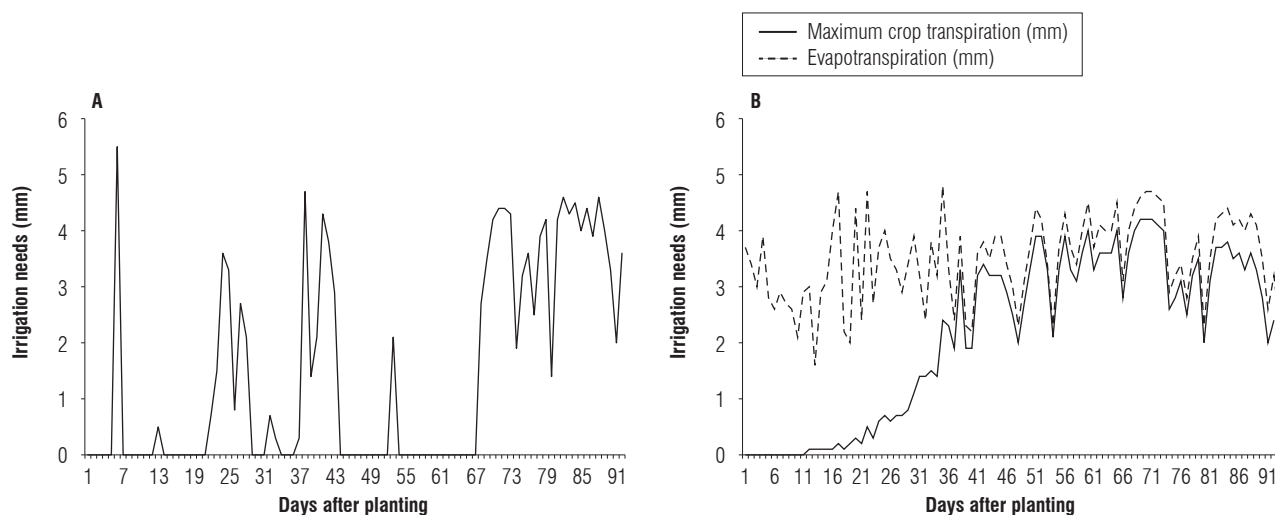 Maximum crop transpiration (mm)
Evapotranspiration (mm)
A
6
5
4
3
2
1
0
Irrigation needs (mm)
1 7 13 19 25 31 37 43 49 55 61 67 73 79 85 91
Days after planting
B
6
5
4
3
2
1
0
Irrigation needs (mm)
1 6 11 16 21 26 31 36 41 46 51 56 61 66 71 76 81 86 91
Days after planting